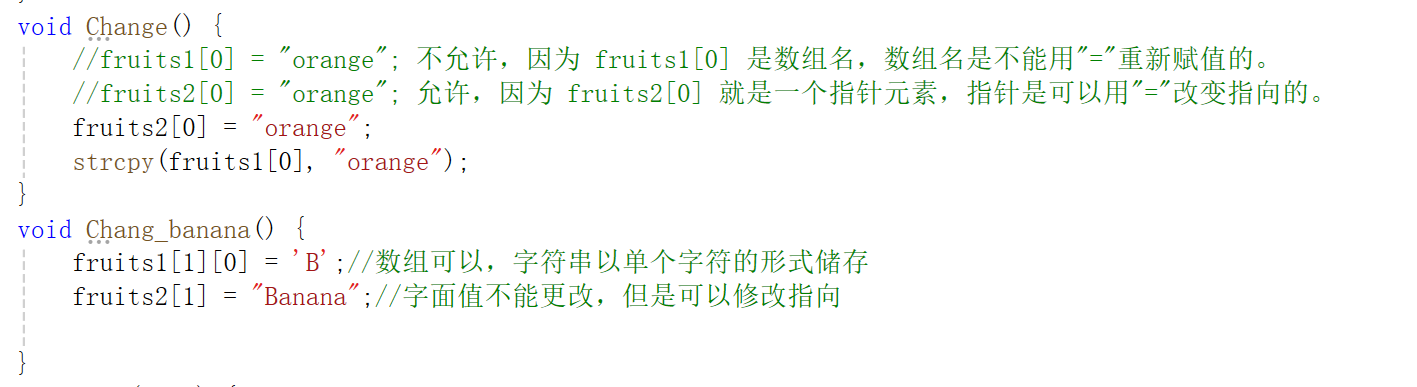 void Change() {
//fruits1[0] = "orange"; 不允许，因为 fruits1[0] 是数组名，数组名是不能用"="重新赋值的。
//fruits2[0] = "orange"; 允许，因为 fruits2[0] 就是一个指针元素，指针是可以用"="改变指向的。
fruits2[0] = "orange";
strcpy(fruits1[0], "orange");
}
void Chang_banana() {
fruits1[1][0] = 'B';//数组可以，字符串以单个字符的形式储存
fruits2[1] = "Banana";//字面值不能更改，但是可以修改指向
}